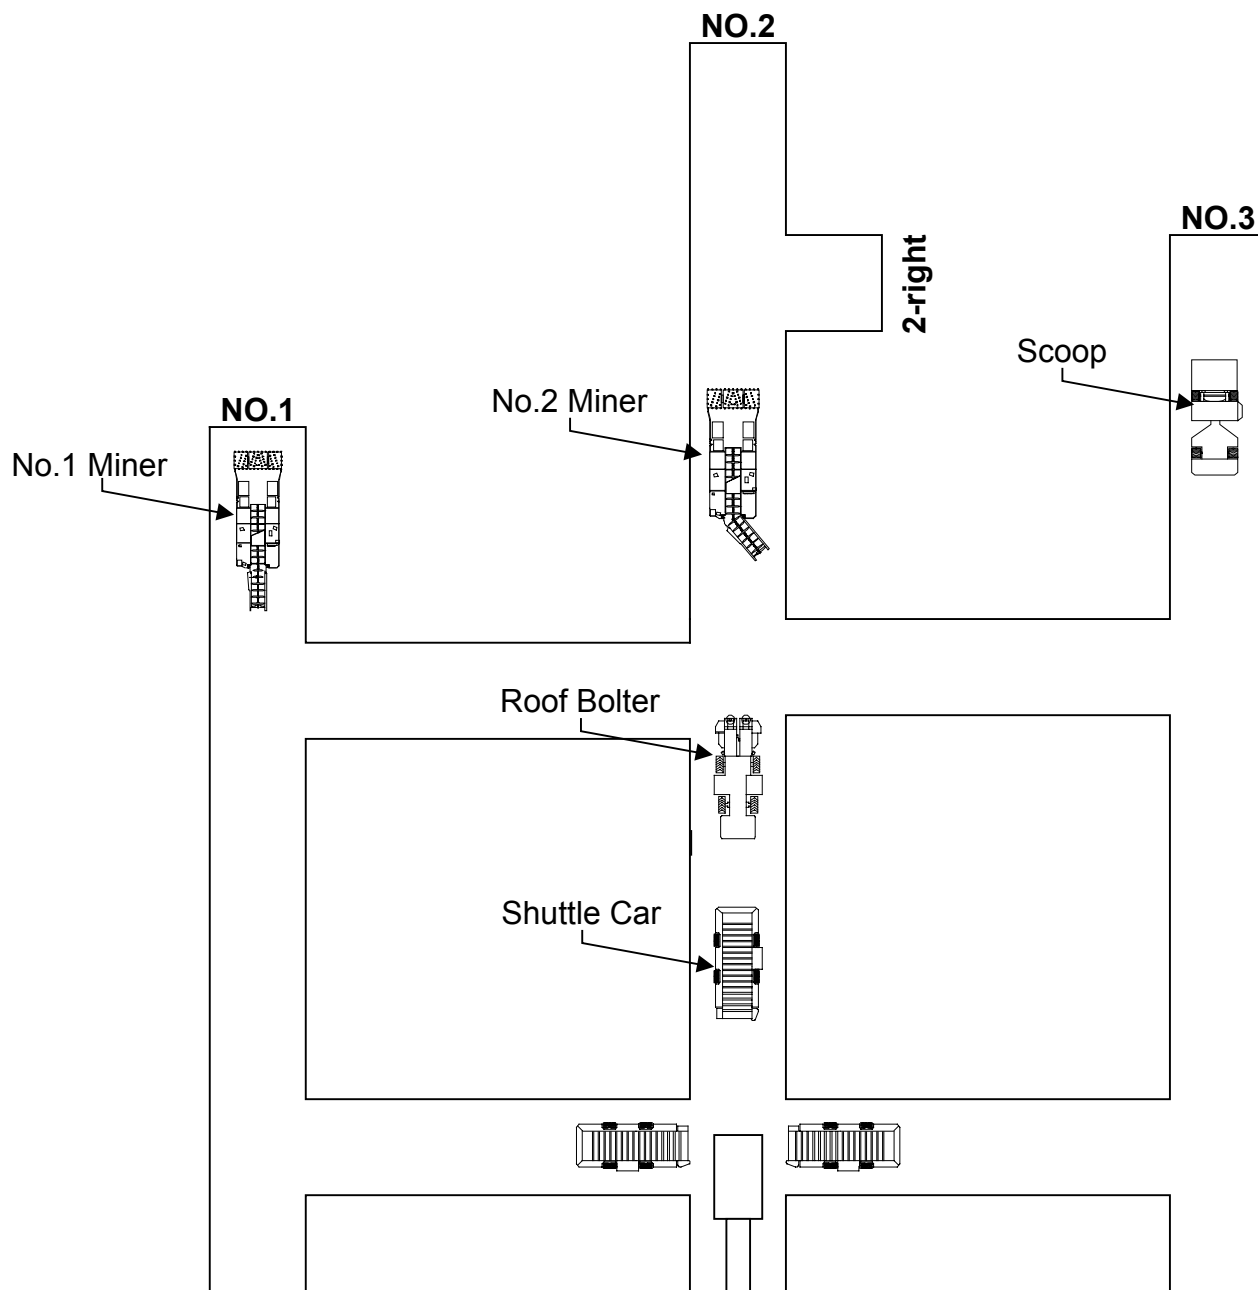 NO.2
NO.3
2-right
Scoop
No.2 Miner
NO.1
No.1 Miner
Roof Bolter
Shuttle Car